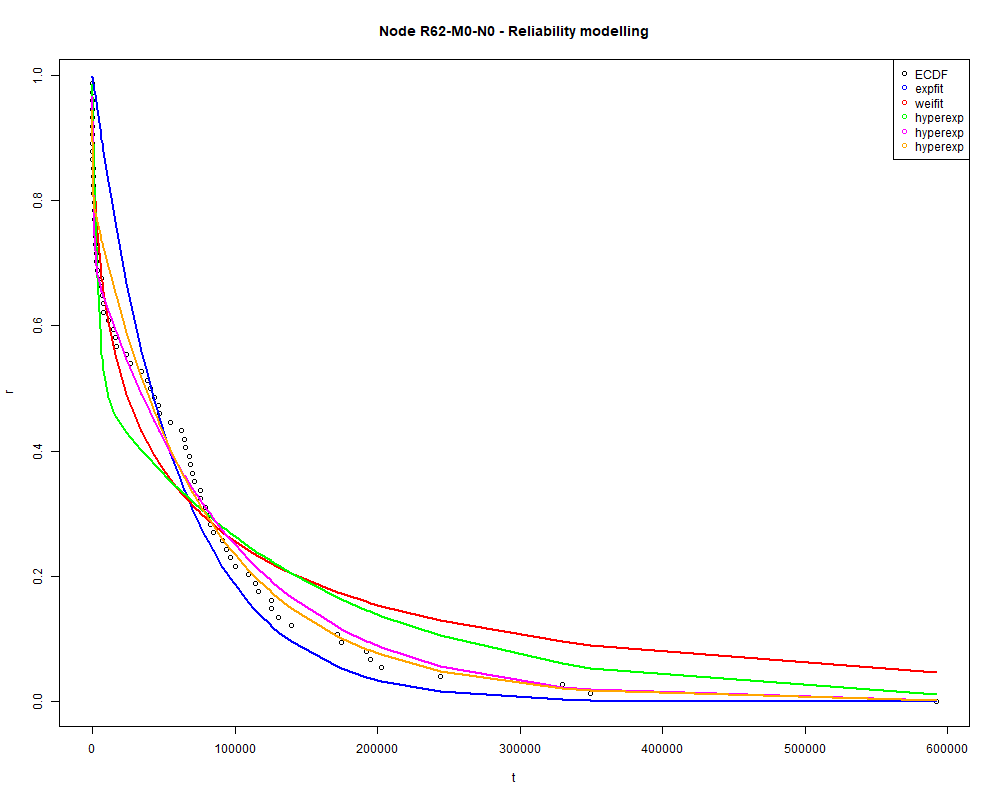 Node R62-M0-N0 - Reliability modelling
ECDF
expfit
weifit
hyperexp
hyperexp
hyperexp
r
1.0
0.8
0.6
0.4
0.2
0.0
0
100000
200000
300000
400000
500000
600000
t